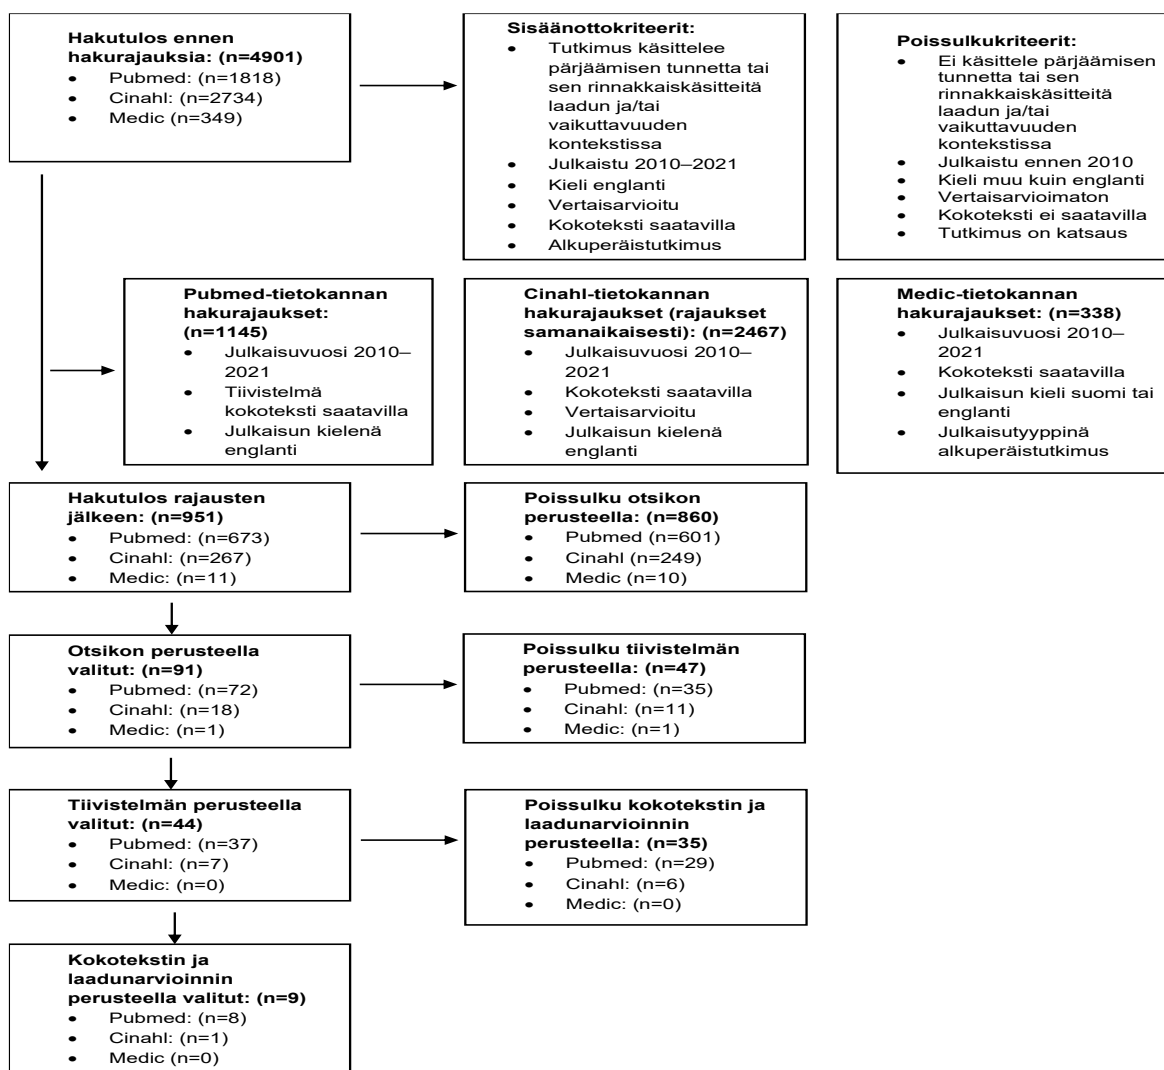 Hakutulos ennen
hakurajauksia: (n=4901)
• Pubmed: (n=1818)
• Cinahl: (n=2734)
• Medic (n=349)
Sisäänottokriteerit:
• Tutkimus käsittelee
pärjäämisen tunnetta tai
sen rinnakkaiskäsitteitä
laadun ja/tai
vaikuttavuuden
kontekstissa
• Julkaistu 2010–2021
• Kieli englanti
• Vertaisarvioitu
• Kokoteksti saatavilla
• Alkuperäistutkimus
Poissulkukriteerit:
• Ei käsittele pärjäämisen
tunnetta tai sen
rinnakkaiskäsitteitä
laadun ja/tai
vaikuttavuuden
kontekstissa
• Julkaistu ennen 2010
• Kieli muu kuin englanti
• Vertaisarvioimaton
• Kokoteksti ei saatavilla
• Tutkimus on katsaus
Pubmed-tietokannan
hakurajaukset:
(n=1145)
• Julkaisuvuosi 2010–
2021
• Tiivistelmä
kokoteksti saatavilla
• Julkaisun kielenä
englanti
Cinahl-tietokannan
hakurajaukset (rajaukset
samanaikaisesti): (n=2467)
• Julkaisuvuosi 2010–
2021
• Kokoteksti saatavilla
• Vertaisarvioitu
• Julkaisun kielenä
englanti
Medic-tietokannan
hakurajaukset: (n=338)
• Julkaisuvuosi 2010–
2021
• Kokoteksti saatavilla
• Julkaisun kieli suomi tai
englanti
• Julkaisutyyppinä
alkuperäistutkimus
Hakutulos rajausten
jälkeen: (n=951)
• Pubmed: (n=673)
• Cinahl: (n=267)
• Medic: (n=11)
Poissulku otsikon
perusteella: (n=860)
• Pubmed (n=601)
• Cinahl (n=249)
• Medic (n=10)
Otsikon perusteella
valitut: (n=91)
• Pubmed: (n=72)
• Cinahl: (n=18)
• Medic: (n=1)
Poissulku tiivistelmän
perusteella: (n=47)
• Pubmed: (n=35)
• Cinahl: (n=11)
• Medic: (n=1)
Tiivistelmän perusteella
valitut: (n=44)
• Pubmed: (n=37)
• Cinahl: (n=7)
• Medic: (n=0)
Poissulku kokotekstin ja
laadunarvioinnin
perusteella: (n=35)
• Pubmed: (n=29)
• Cinahl: (n=6)
• Medic: (n=0)
Kokotekstin ja
laadunarvioinnin
perusteella valitut: (n=9)
• Pubmed: (n=8)
• Cinahl: (n=1)
• Medic (n=0)